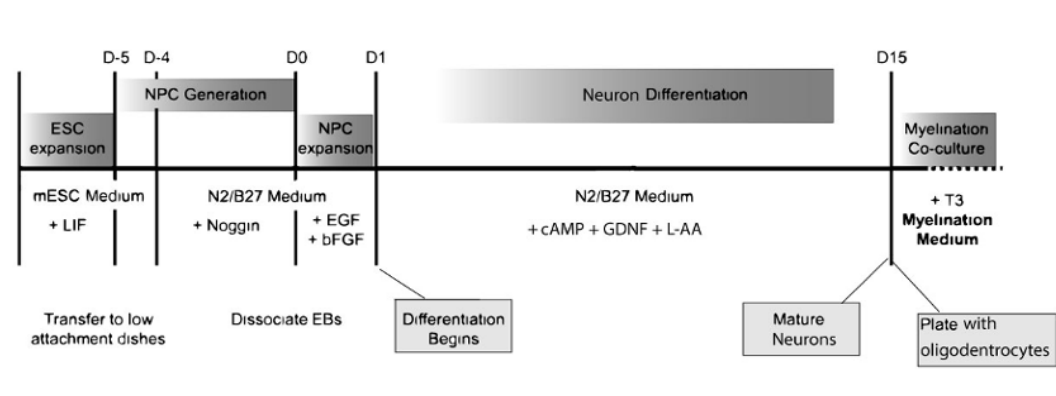 D-5 D-4 D0 D1 D15
NPC Generation
Neuron Differentiation
ESC
expansion
NPC
expansion
Myelination
Co-culture
mESC Medium
+ LIF
N2/B27 Medium
+ Noggin
+ EGF
+ bFGF
N2/B27 Medium
+ cAMP + GDNF + L-AA
+ T3
Myelination
Medium
Transfer to low
attachment dishes
Dissociate EBs
Differentiation
Begins
Mature
Neurons
Plate with
oligodentrocytes